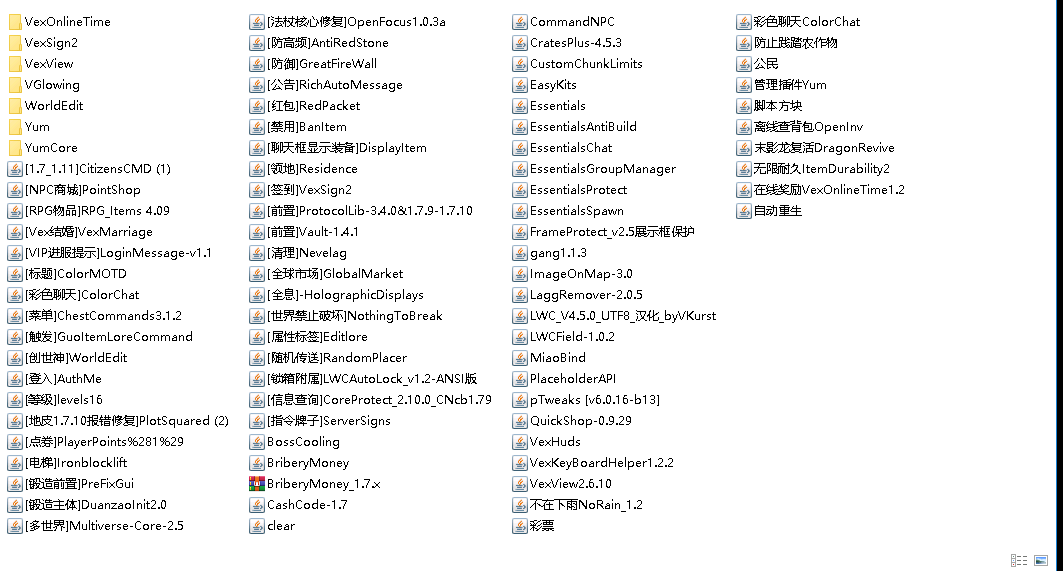 VexOnlineTime
VexSign2
VexView
VGlowing
WorldEdit
Yum
YumCore
[1.7_1.11]CitizensCMD (1)
[NPC商城]PointShop
[RPG物品]RPG_Items 4.09
[Vex结婚]VexMarriage
[VIP进服提示]LoginMessage-v1.1
[标题]ColorMOTD
[彩色聊天]ColorChat
[菜单]ChestCommands3.1.2
[触发]GuoItemLoreCommand
[创世神]WorldEdit
[登入]AuthMe
[等级]levels16
[地皮1.7.10报错修复]PlotSquared (2)
[点券]PlayerPoints%281%29
[电梯]Ironblocklift
[锻造前置]PreFixGui
[锻造主体]DuanzaoInit2.0
[多世界]Multiverse-Core-2.5
[法杖核心修复]OpenFocus1.0.3a
[防高频]AntiRedStone
[防御]GreatFireWall
[公告]RichAutoMessage
[红包]RedPacket
[禁用]BanItem
[聊天框显示装备]DisplayItem
[领地]Residence
[签到]VexSign2
[前置]ProtocolLib-3.4.0&1.7.9-1.7.10
[前置]Vault-1.4.1
[清理]Nevelag
[全球市场]GlobalMarket
[全息]-HolographicDisplays
[世界禁止破坏]NothingToBreak
[属性标签]Editlore
[随机传送]RandomPlacer
[锁箱附属]LWCAutoLock_v1.2-ANSI版
[信息查询]CoreProtect_2.10.0_CNcb1.79
[指令牌子]ServerSigns
BossCooling
BriberyMoney
BriberyMoney_1.7.x
CashCode-1.7
clear
CommandNPC
CratesPlus-4.5.3
CustomChunkLimits
EasyKits
Essentials
EssentialsAntiBuild
EssentialsChat
EssentialsGroupManager
EssentialsProtect
EssentialsSpawn
FrameProtect_v2.5展示框保护
gang1.1.3
ImageOnMap-3.0
LaggRemover-2.0.5
LWC_V4.5.0_UTF8_汉化_byVKurst
LWCField-1.0.2
MiaoBind
PlaceholderAPI
pTweaks [v6.0.16-b13]
QuickShop-0.9.29
VexHuds
VexKeyBoardHelper1.2.2
VexView2.6.10
不在下雨NoRain_1.2
彩票
彩色聊天ColorChat
防止践踏农作物
公民
管理插件Yum
脚本方块
离线查背包OpenInv
末影龙复活DragonRevive
无限耐久ItemDurability2
在线奖励VexOnlineTime1.2
自动重生